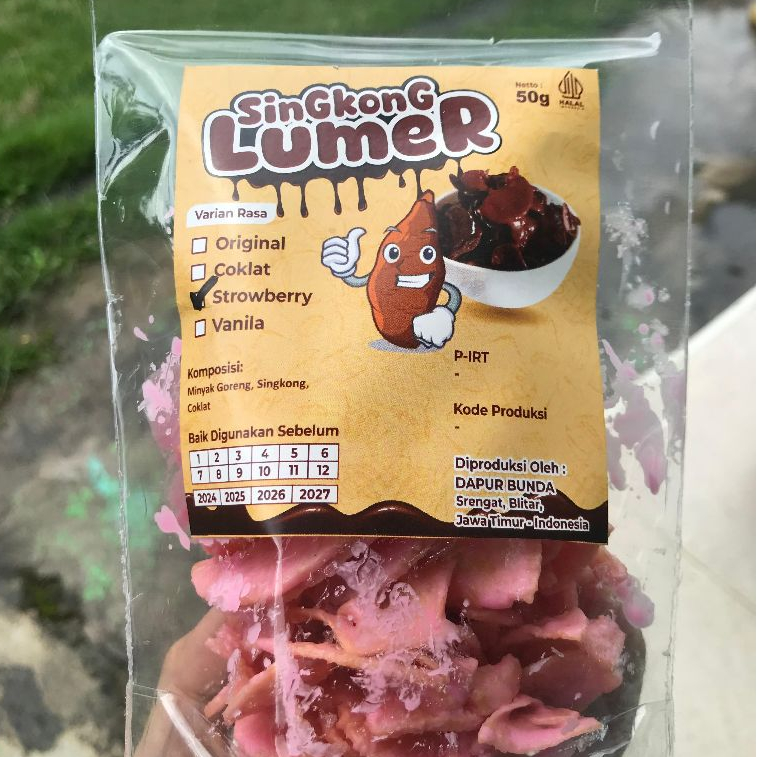 SinGkonG
LumeR
Netto :
50g
HALAL
INDONESIA
Varian Rasa
Original
Coklat
Strowberry
Vanila
Komposisi:
Minyak Goreng, Singkong,
Coklat
Baik Digunakan Sebelum
1 2 3 4 5 6
7 8 9 10 11 12
2024 2025 2026 2027
P-IRT
-
Kode Produksi
-
Diproduksi Oleh :
DAPUR BUNDA
Srengat, Blitar,
Jawa Timur - Indonesia